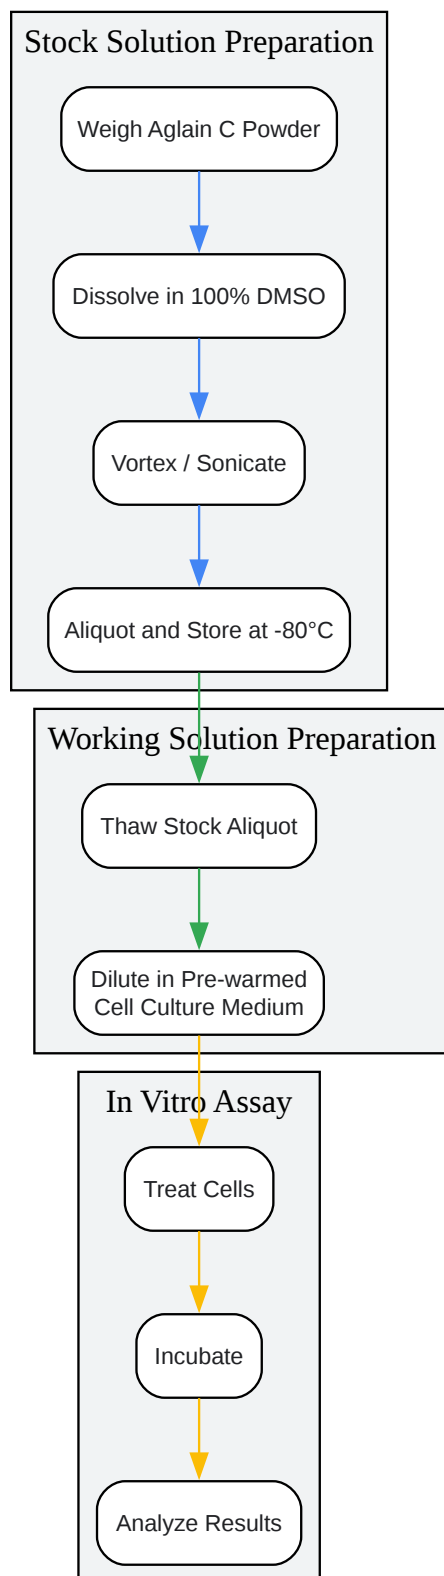 Stock Solution Preparation
Weigh Aglain C Powder
Dissolve in 100% DMSO
Vortex / Sonicate
Aliquot and Store at -80°C
Working Solution Preparation
Thaw Stock Aliquot
Dilute in Pre-warmed
Cell Culture Medium
In Vitro Assay
Treat Cells
Incubate
Analyze Results